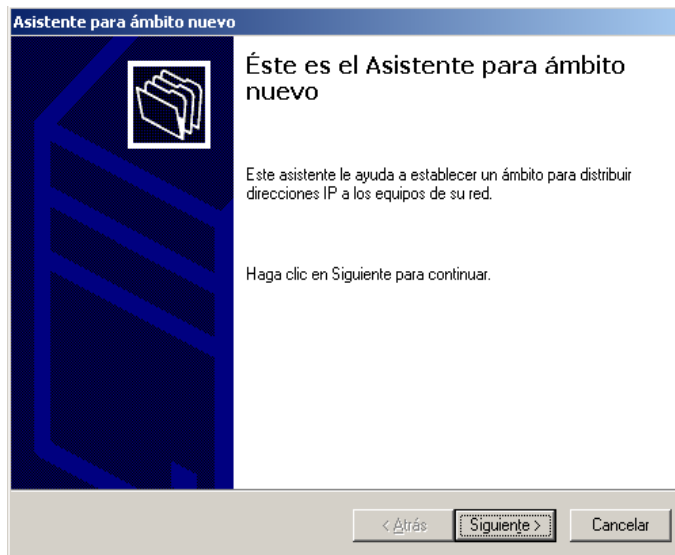 Asistente para ámbito nuevo
Éste es el Asistente para ámbito
nuevo
Este asistente le ayuda a establecer un ámbito para distribuir
direcciones IP a los equipos de su red.
Haga clic en Siguiente para continuar.
< Atrás
Siguiente >
Cancelar